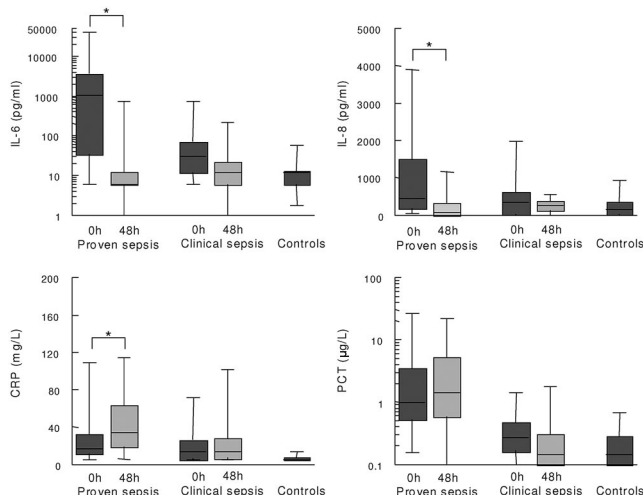 *
50000
10000
1000
100
10
1
IL-6 (pg/ml)
0h 48h 0h 48h
Proven sepsis Clinical sepsis Controls
*
5000
4000
3000
2000
1000
0
IL-8 (pg/ml)
0h 48h 0h 48h
Proven sepsis Clinical sepsis Controls
*
200
160
120
80
40
0
CRP (mg/L)
0h 48h 0h 48h
Proven sepsis Clinical sepsis Controls
100
10
1
0.1
PCT (µg/L)
0h 48h 0h 48h
Proven sepsis Clinical sepsis Controls